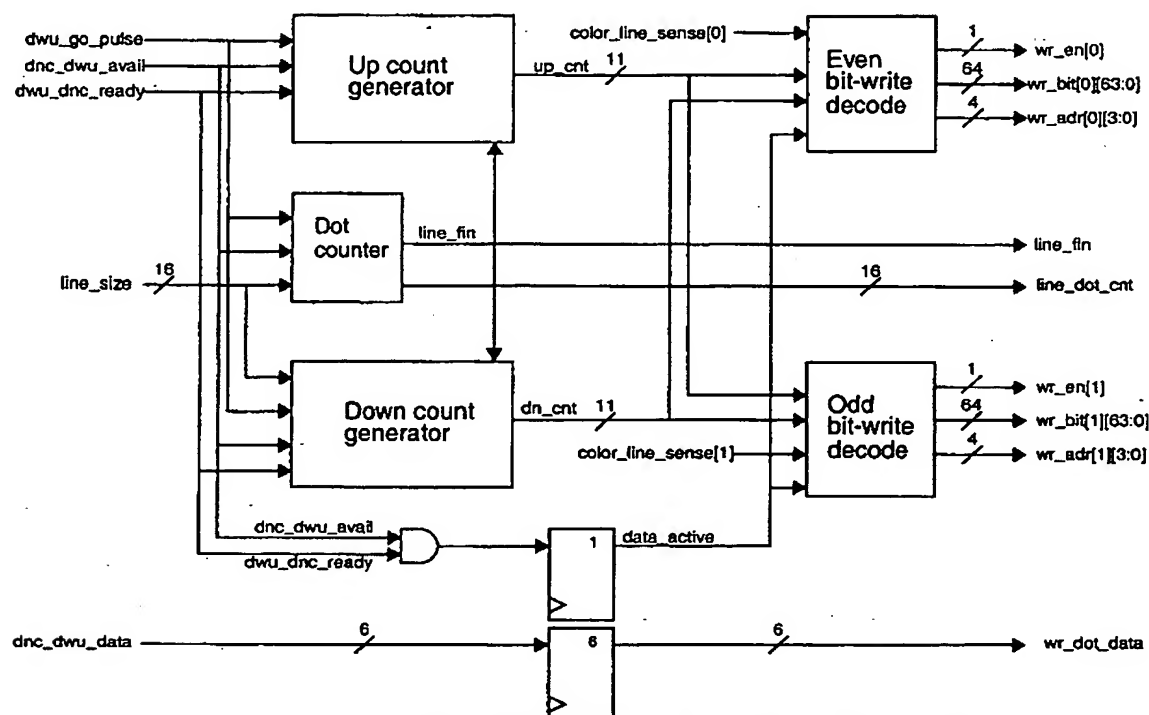 dwu_go_pulse
dnc_dwu_avail
dwu_dnc_ready
Up count
generator
up_cnt
11
color_line_sense[0]
Even
bit-write
decode
1
wr_en[0]
64
wr_bit[0][63:0]
4
wr_adr[0][3:0]
Dot
counter
line_fin
line_fin
line_size
16
16
line_dot_cnt
Down count
generator
dn_cnt
11
color_line_sense[1]
Odd
bit-write
decode
1
wr_en[1]
64
wr_bit[1][63:0]
4
wr_adr[1][3:0]
dnc_dwu_avail
dwu_dnc_ready
1
data_active
dnc_dwu_data
6
6
6
wr_dot_data